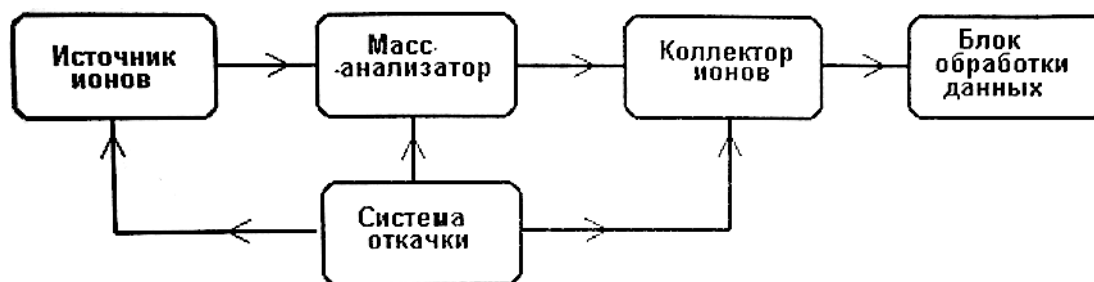 Источник
ионов
Масс-
-анализатор
Коллектор
ионов
Блок
обработки
данных
Система
откачки